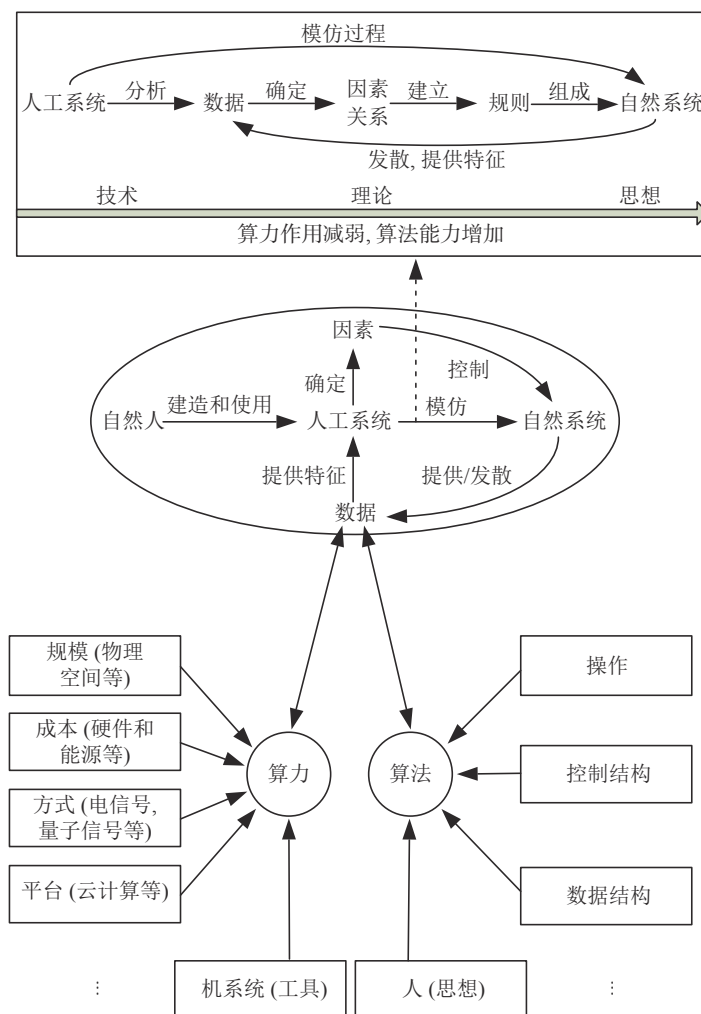 模仿过程
人工系统 分析 数据 确定 因素 建立 规则 组成 自然系统
关系
发散, 提供特征
技术 理论 思想
算力作用减弱, 算法能力增加
因素
控制
确定
自然人 建造和使用 人工系统 模仿 自然系统
提供特征 提供/发散
数据
规模 (物理
空间等)
操作
成本 (硬件和
能源等)
算力 算法 控制结构
方式 (电信号,
量子信号等)
平台 (云计算等) 数据结构
⋮ 机系统 (工具) 人 (思想) ⋮